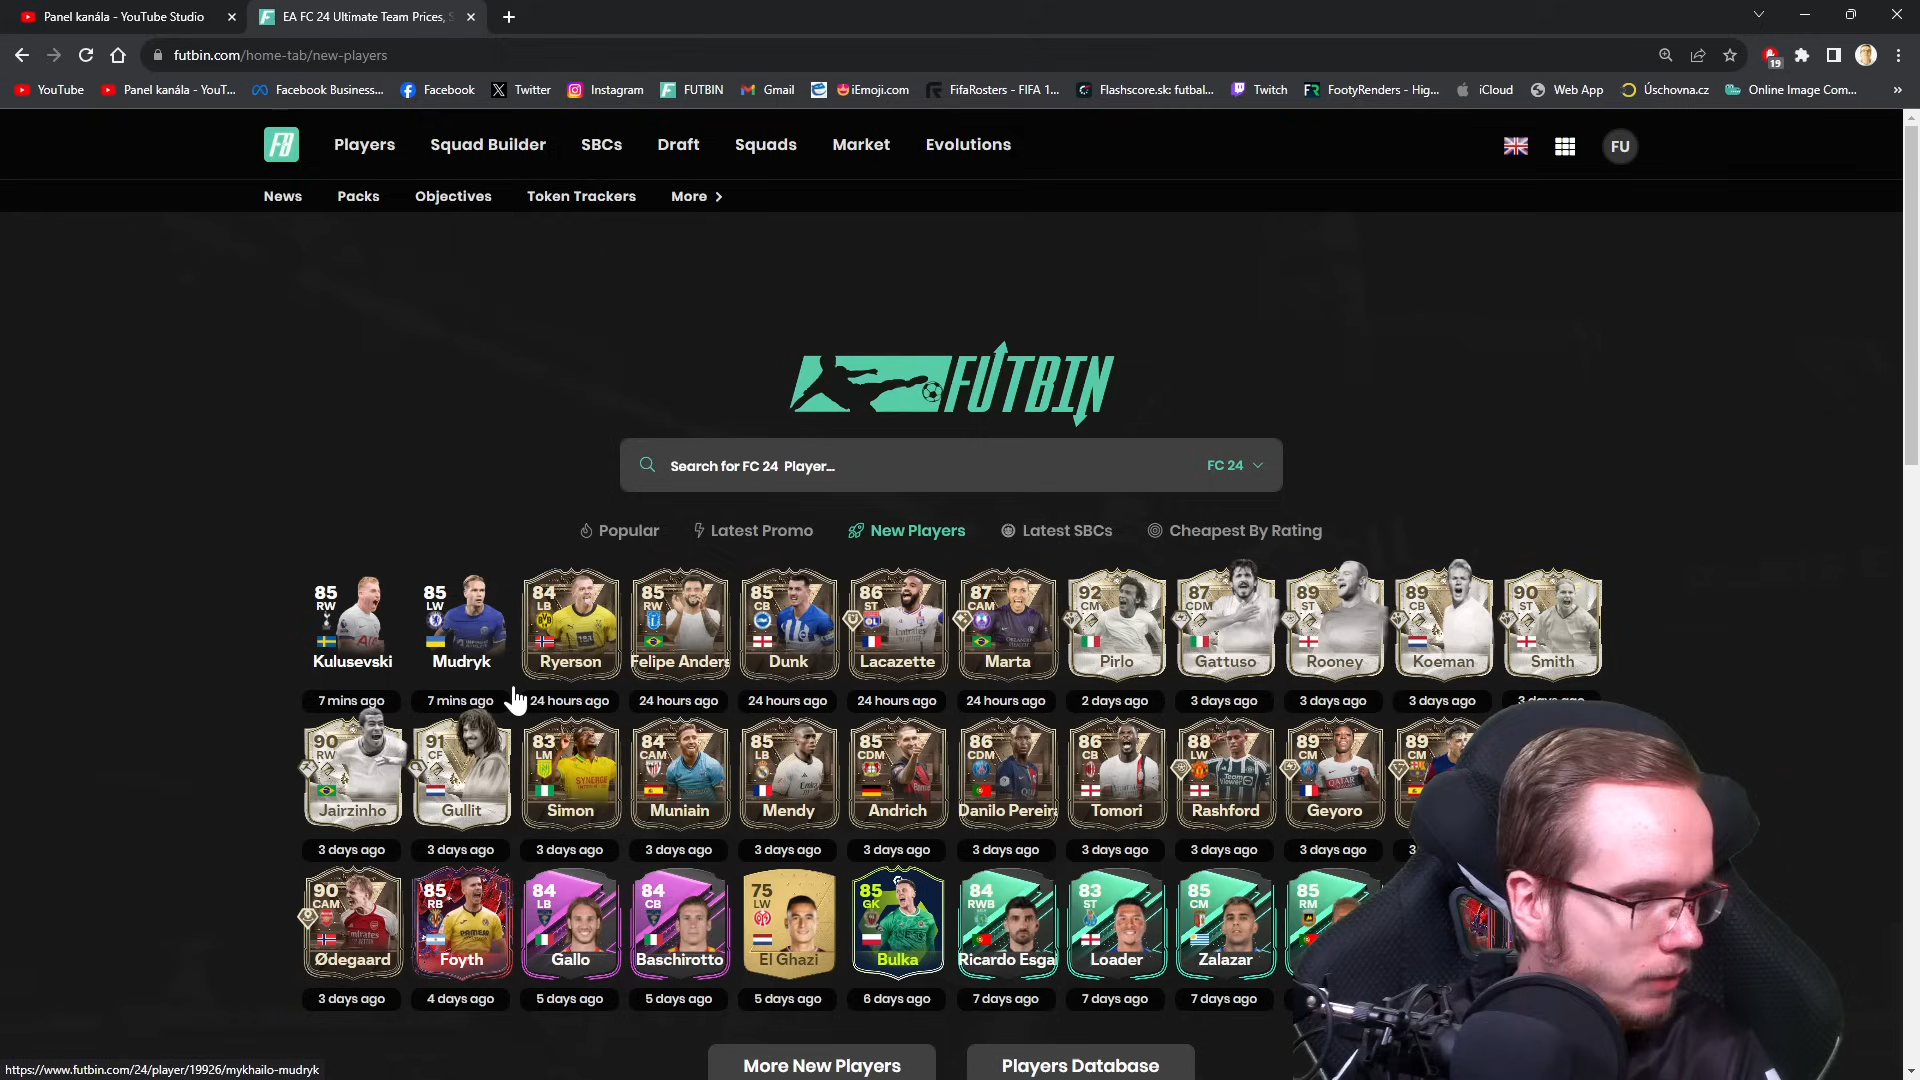 Panel kanála - YouTube Studio
EA FC 24 Ultimate Team Prices, S
futbin.com/home-tab/new-players
19
YouTube
Panel kanála - YouT...
Facebook Business...
Facebook
Twitter
Instagram
FUTBIN
Gmail
iEmoji.com
FifaRosters - FIFA 1...
Flashscore.sk: futbal...
Twitch
FootyRenders - Hig...
iCloud
Web App
Úschovna.cz
Online Image Com...
»
FB
Players
Squad Builder
SBCs
Draft
Squads
Market
Evolutions
FU
News
Packs
Objectives
Token Trackers
More
FUTBIN
Search for FC 24 Player...
FC 24
Popular
Latest Promo
New Players
Latest SBCs
Cheapest By Rating
85
RW
Kulusevski
7 mins ago
85
LW
Mudryk
7 mins ago
84
LB
Ryerson
24 hours ago
85
RW
Felipe Anders
24 hours ago
85
CB
Dunk
24 hours ago
86
ST
Lacazette
24 hours ago
87
CAM
Marta
24 hours ago
92
CM
Pirlo
2 days ago
87
CDM
Gattuso
3 days ago
89
ST
Rooney
3 days ago
89
CB
Koeman
3 days ago
90
ST
Smith
3 days ago
90
RW
Jairzinho
3 days ago
91
CF
Gullit
3 days ago
83
LM
Simon
3 days ago
84
CAM
Muniain
3 days ago
85
LB
Mendy
3 days ago
85
CDM
Andrich
3 days ago
86
CDM
Danilo Pereira
3 days ago
86
CB
Tomori
3 days ago
88
LW
Rashford
3 days ago
89
CM
Geyoro
3 days ago
89
CM
3
90
CAM
Ødegaard
3 days ago
85
RB
Foyth
4 days ago
84
LB
Gallo
5 days ago
84
CB
Baschirotto
5 days ago
75
LW
El Ghazi
5 days ago
85
GK
Bulka
6 days ago
84
RWB
Ricardo Esga
7 days ago
83
ST
Loader
7 days ago
85
CM
Zalazar
7 days ago
85
RM
More New Players
Players Database
https://www.futbin.com/24/player/19926/mykhailo-mudryk